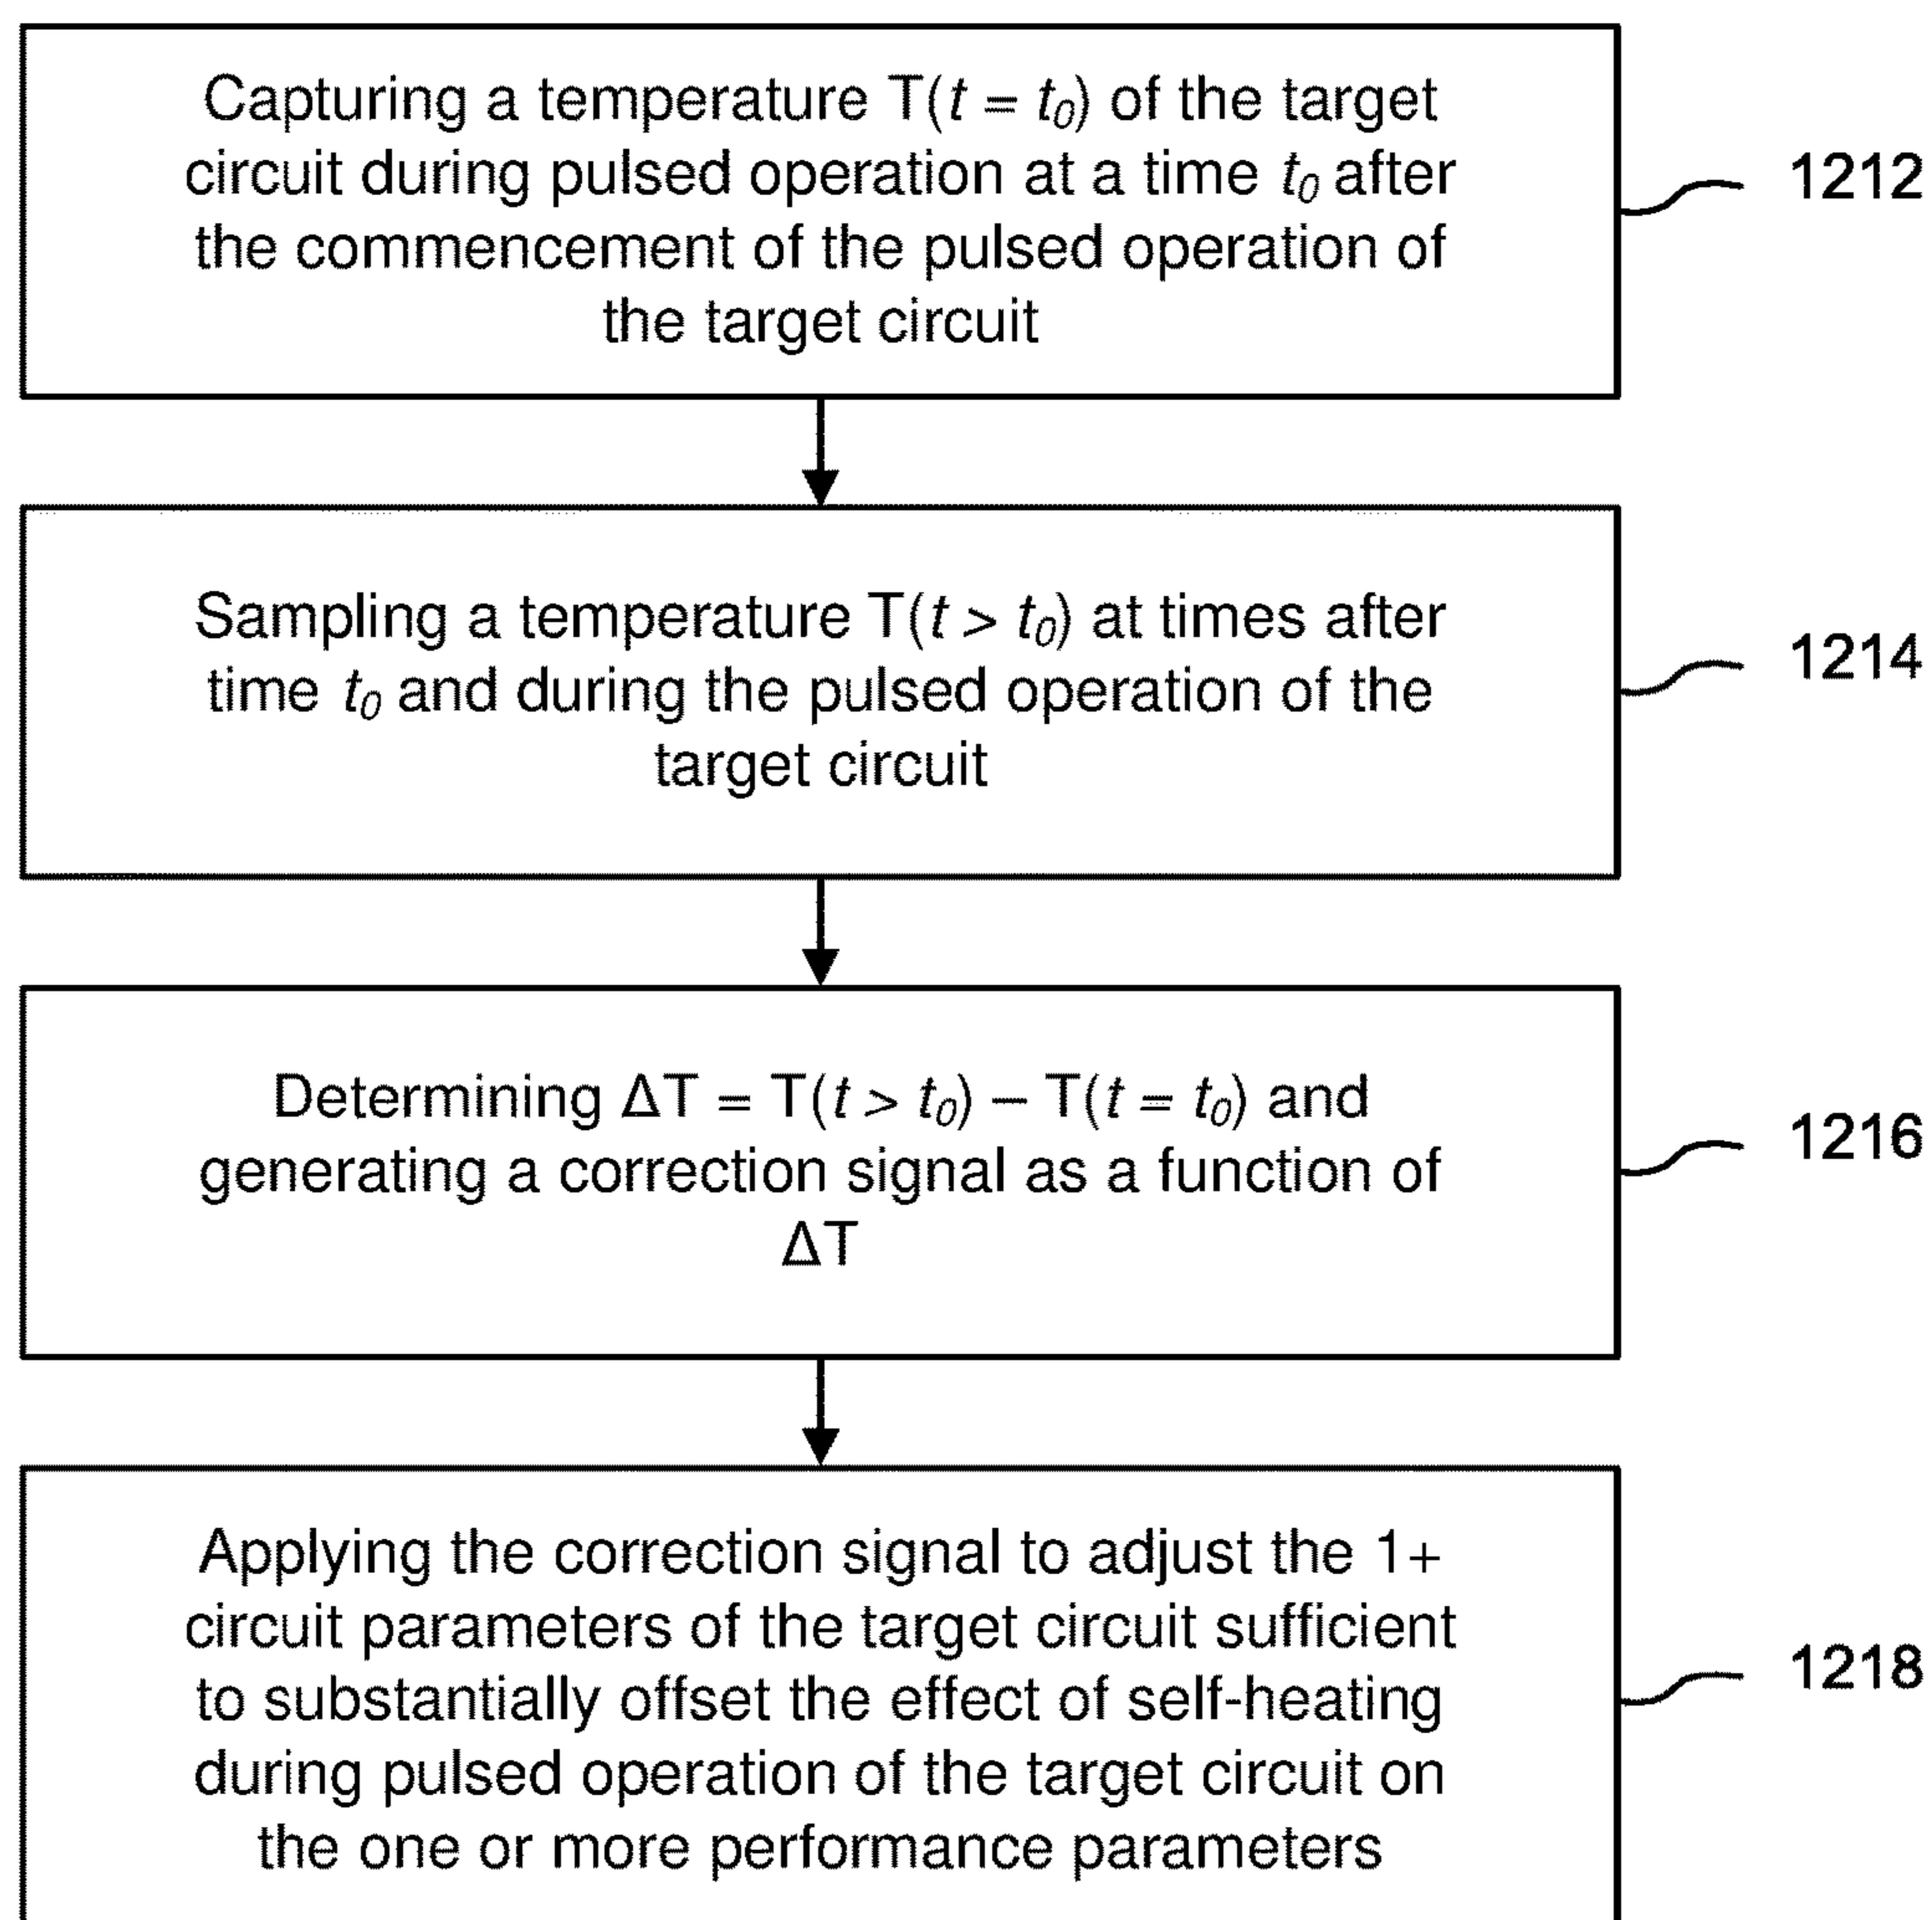 Capturing a temperature T(t = t₀) of the target
circuit during pulsed operation at a time t₀ after
the commencement of the pulsed operation of
the target circuit
1212
Sampling a temperature T(t > t₀) at times after
time t₀ and during the pulsed operation of the
target circuit
1214
Determining ΔT = T(t > t₀) – T(t = t₀) and
generating a correction signal as a function of
ΔT
1216
Applying the correction signal to adjust the 1+
circuit parameters of the target circuit sufficient
to substantially offset the effect of self-heating
during pulsed operation of the target circuit on
the one or more performance parameters
1218